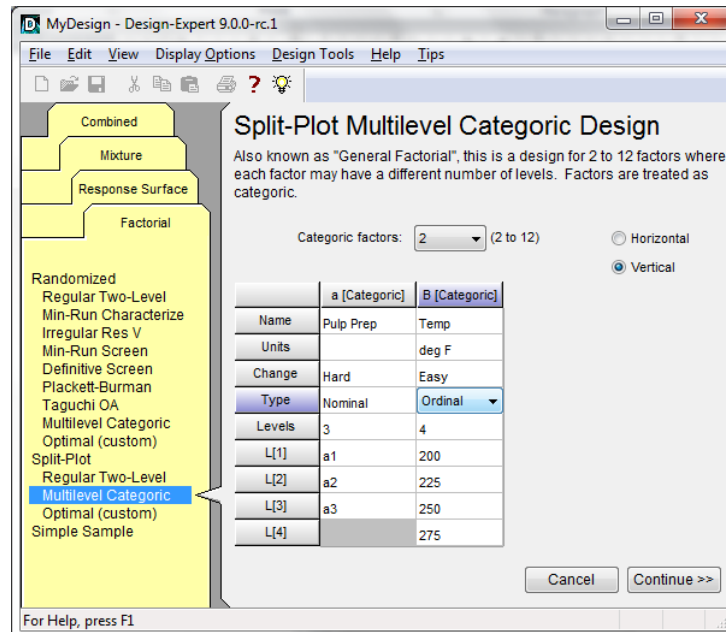 MyDesign - Design-Expert 9.0.0-rc.1
File Edit View Display Options Design Tools Help Tips
Combined
Mixture
Response Surface
Factorial
Randomized
Regular Two-Level
Min-Run Characterize
Irregular Res V
Min-Run Screen
Definitive Screen
Plackett-Burman
Taguchi OA
Multilevel Categoric
Optimal (custom)
Split-Plot
Regular Two-Level
Multilevel Categoric
Optimal (custom)
Simple Sample
Split-Plot Multilevel Categoric Design
Also known as "General Factorial", this is a design for 2 to 12 factors where
each factor may have a different number of levels. Factors are treated as
categoric.
Categoric factors: 2 (2 to 12)
Horizontal
Vertical
a [Categoric] B [Categoric]
Name Pulp Prep Temp
Units deg F
Change Hard Easy
Type Nominal Ordinal
Levels 3 4
L[1] a1 200
L[2] a2 225
L[3] a3 250
L[4] 275
Cancel Continue >>
For Help, press F1